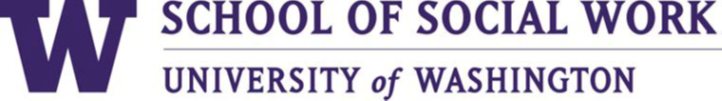 W SCHOOL OF SOCIAL WORK
UNIVERSITY of WASHINGTON